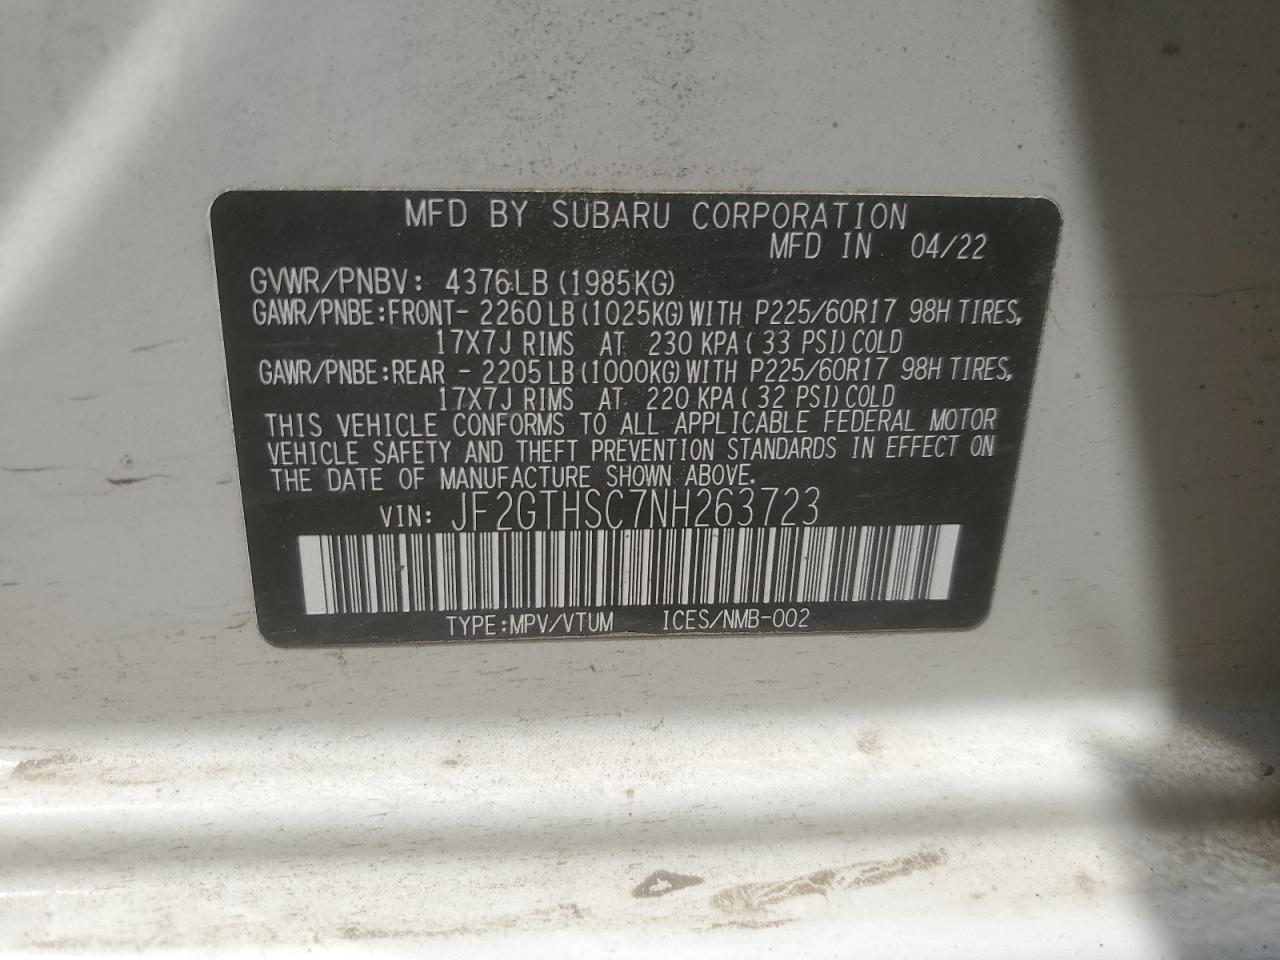 MFD BY SUBARU CORPORATION
MFD IN 04/22
GVWR/PNBV: 4376LB (1985KG)
GAWR/PNBE:FRONT- 2260LB (1025KG) WITH P225/60R17 98H TIRES,
17X7J RIMS AT 230 KPA( 33 PSI) COLD
GAWR/PNBE:REAR - 2205LB (1000KG) WITH P225/60R17 98H TIRES,
17X7J RIMS AT 220 KPA( 32 PSI) COLD
THIS VEHICLE CONFORMS TO ALL APPLICABLE FEDERAL MOTOR
VEHICLE SAFETY AND THEFT PREVENTION STANDARDS IN EFFECT ON
THE DATE OF MANUFACTURE SHOWN ABOVE.
VIN: JF2GTHSC7NH263723
TYPE:MPV/VTUM ICES/NMB-002